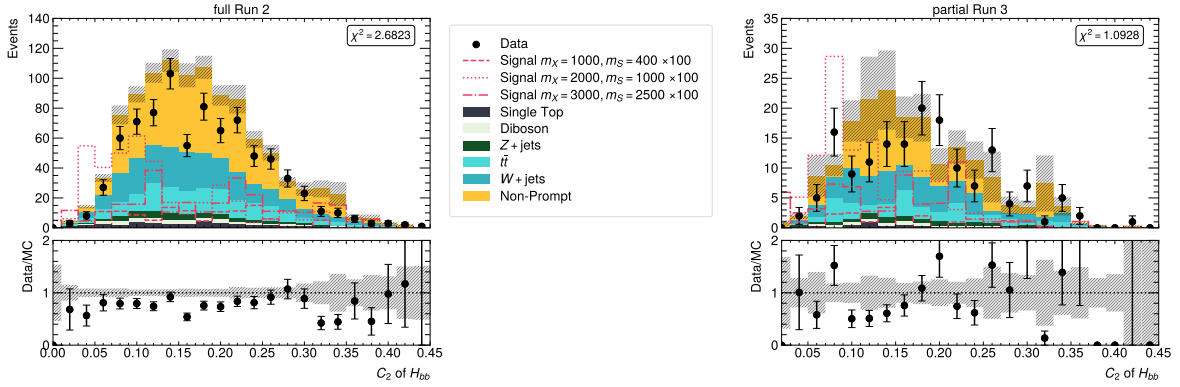 full Run 2
Events
140
120
100
80
60
40
20
0
χ² = 2.6823
Data/MC
2
1
0
0.00 0.05 0.10 0.15 0.20 0.25 0.30 0.35 0.40 0.45
C₂ of H_bb
Data
Signal m_X = 1000, m_S = 400 ×100
Signal m_X = 2000, m_S = 1000 ×100
Signal m_X = 3000, m_S = 2500 ×100
Single Top
Diboson
Z + jets
tt̄
W + jets
Non-Prompt
partial Run 3
Events
35
30
25
20
15
10
5
0
χ² = 1.0928
Data/MC
2
1
0
0.05 0.10 0.15 0.20 0.25 0.30 0.35 0.40 0.45
C₂ of H_bb